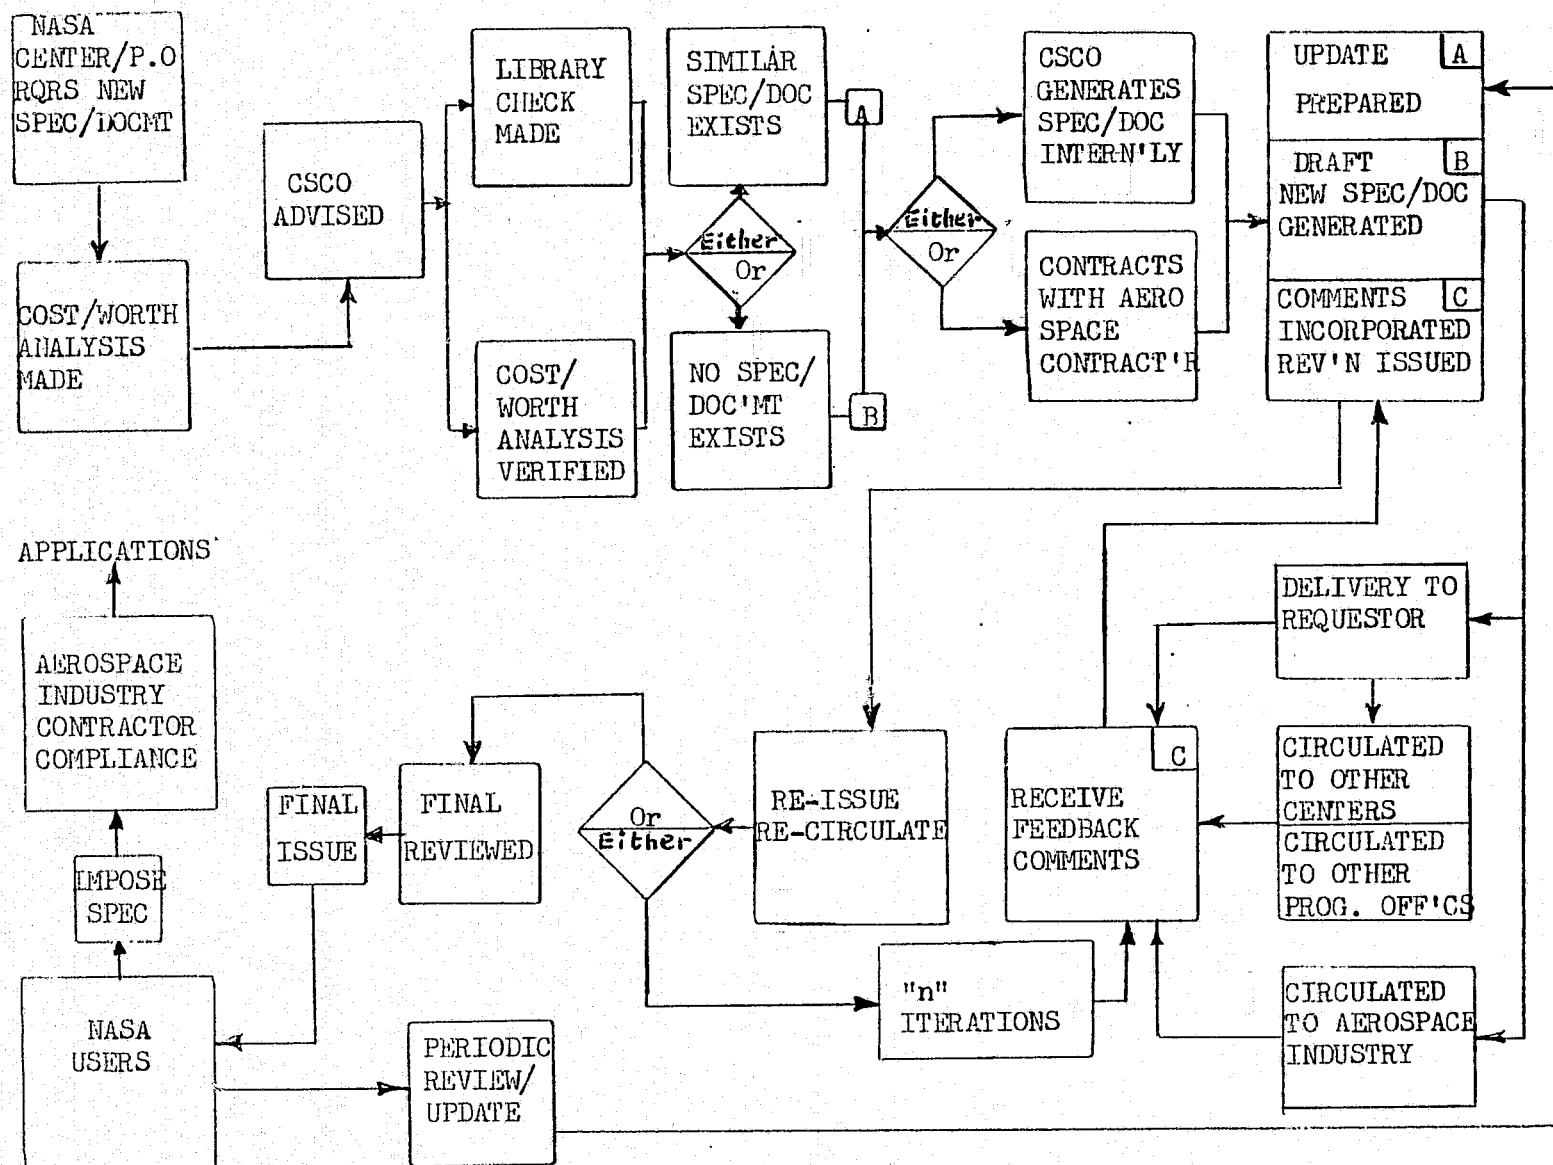 NASA
CENTER/P.O
RQRS NEW
SPEC/DOCMT
COST/WORTH
ANALYSIS
MADE
CSCO
ADVISED
LIBRARY
CHECK
MADE
COST/
WORTH
ANALYSIS
VERIFIED
SIMILAR
SPEC/DOC
EXISTS
A
Either
Or
NO SPEC/
DOC'MT
EXISTS
B
Either
Or
CSCO
GENERATES
SPEC/DOC
INTERN'LY
CONTRACTS
WITH AERO
SPACE
CONTRACT'R
UPDATE
A
PREPARED
DRAFT
B
NEW SPEC/DOC
GENERATED
COMMENTS
C
INCORPORATED
REV'N ISSUED
DELIVERY TO
REQUESTOR
CIRCULATED
TO OTHER
CENTERS
CIRCULATED
TO OTHER
PROG. OFF'CS
CIRCULATED
TO AEROSPACE
INDUSTRY
C
RECEIVE
FEEDBACK
COMMENTS
RE-ISSUE
RE-CIRCULATE
Or
Either
"n"
ITERATIONS
FINAL
REVIEWED
FINAL
ISSUE
APPLICATIONS
AEROSPACE
INDUSTRY
CONTRACTOR
COMPLIANCE
IMPOSE
SPEC
NASA
USERS
PERIODIC
REVIEW/
UPDATE